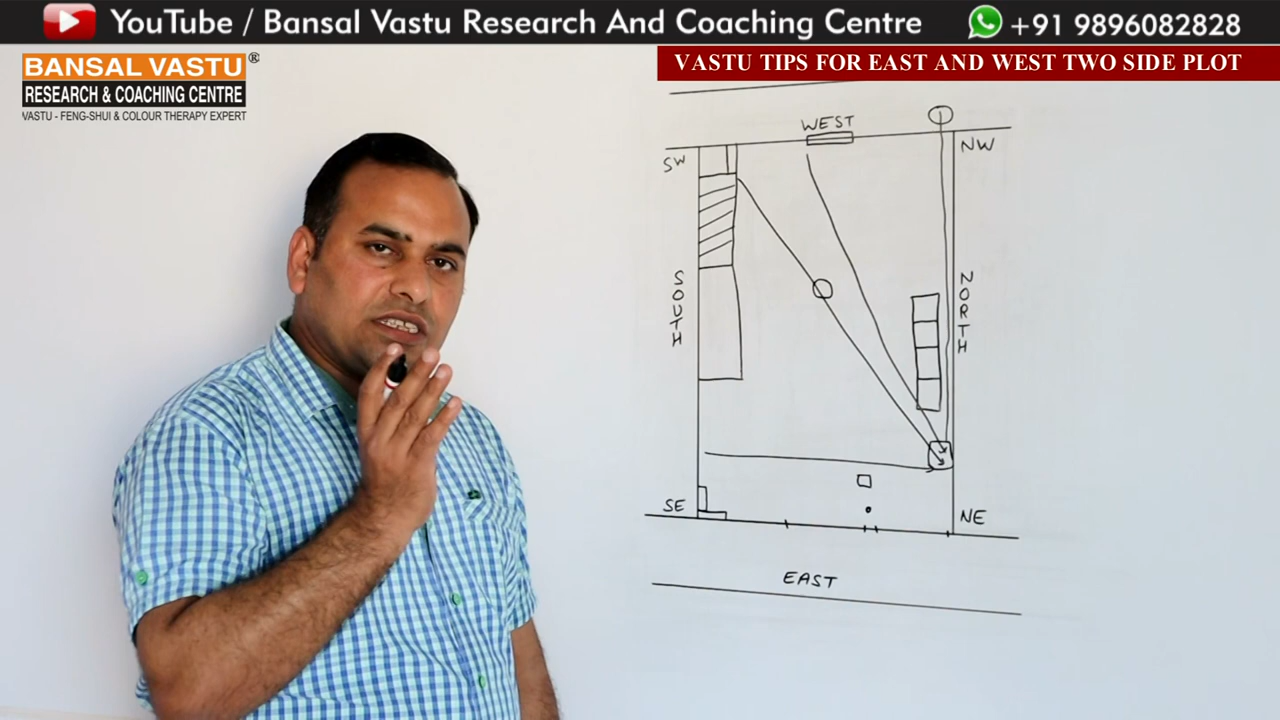 YouTube / Bansal Vastu Research And Coaching Centre
+91 9896082828
BANSAL VASTU®
RESEARCH & COACHING CENTRE
VASTU - FENG-SHUI & COLOUR THERAPY EXPERT
VASTU TIPS FOR EAST AND WEST TWO SIDE PLOT
WEST
SW
NW
SOUTH
NORTH
SE
NE
EAST